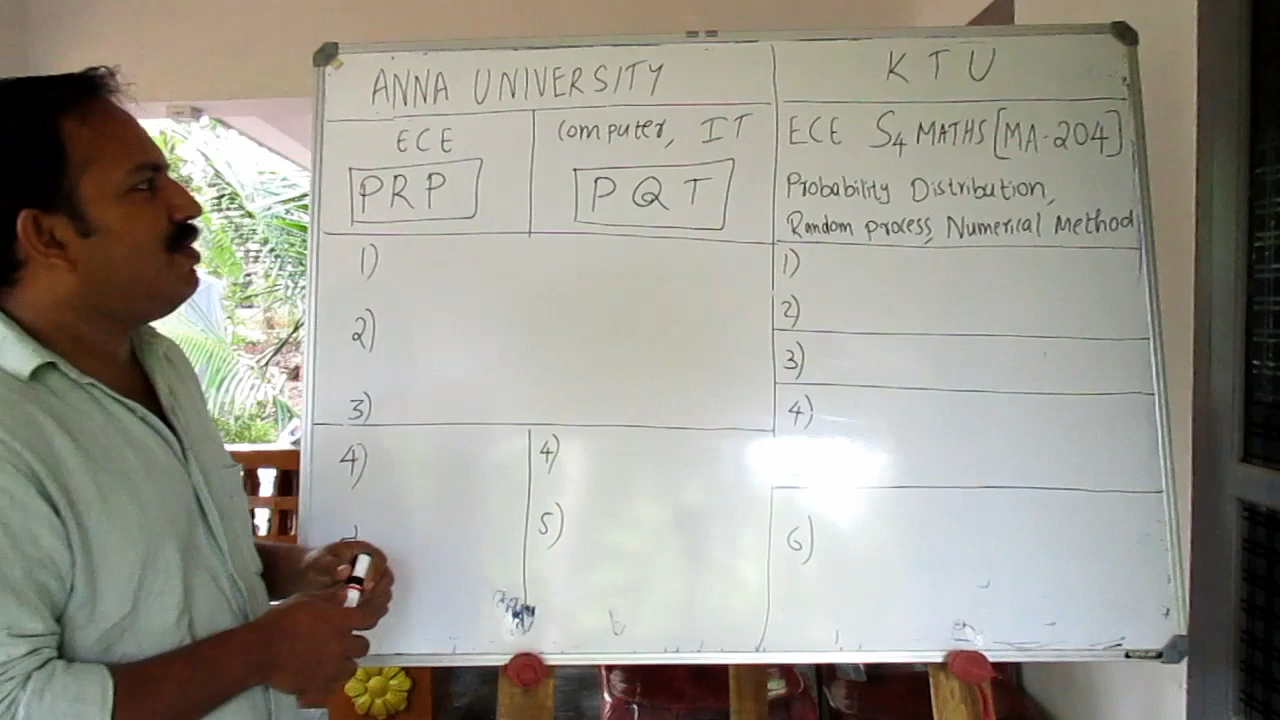 ANNA UNIVERSITY
KTU
ECE
Computer, IT
PRP
PQT
ECE S4 MATHS [MA-204]
Probability Distribution,
Random process, Numerical Method
1)
2)
3)
4)
4)
5)
1)
2)
3)
4)
6)